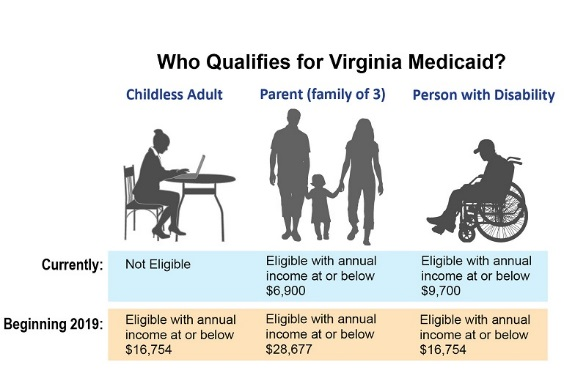 Who Qualifies for Virginia Medicaid?
Childless Adult
Parent (family of 3)
Person with Disability
Currently:
Not Eligible
Eligible with annual
income at or below
$6,900
Eligible with annual
income at or below
$9,700
Beginning 2019:
Eligible with annual
income at or below
$16,754
Eligible with annual
income at or below
$28,677
Eligible with annual
income at or below
$16,754